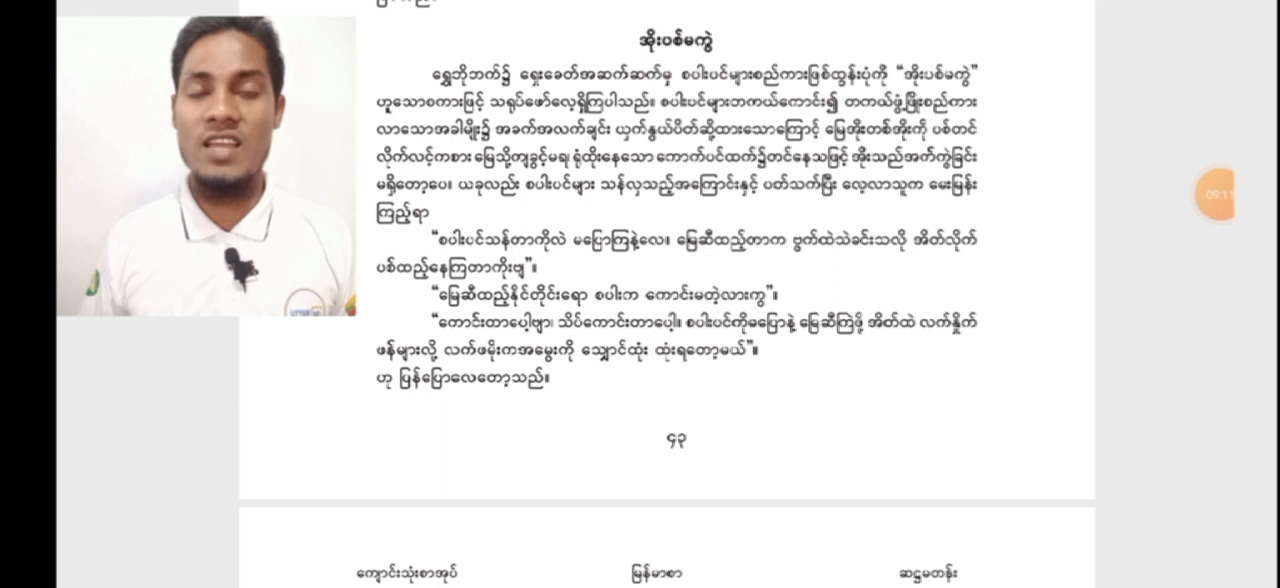 အိုးပစ်မကွဲ
ရွှေဘိုဘက်၌ ရှေးခေတ်အဆက်ဆက်မှ စပါးပင်များစည်ကားဖြစ်ထွန်းပုံကို “အိုးပစ်မကွဲ”
ဟူသောစကားဖြင့် သရုပ်ဖော်လေ့ရှိကြပါသည်။ စပါးပင်များဘကယ်ကောင်း၍ တကယ်ဖွံ့ဖြိုးစည်ကား
လာသောအခါမျိုး၌ အခက်အလက်ချင်း ယှက်နွယ်ပိတ်ဆို့ထားသောကြောင့် မြေအိုးတစ်အိုးကို ပစ်တင်
လိုက်လင့်ကစား မြေသို့ကျခွင့်မရ၊ ရုံထိုးနေသော ကောက်ပင်ထက်၌တင်နေသဖြင့် အိုးသည်အက်ကွဲခြင်း
မရှိတော့ပေ။ ယခုလည်း စပါးပင်များ သန်လှသည့်အကြောင်းနှင့် ပတ်သက်ပြီး လေ့လာသူက မေးမြန်း
ကြည့်ရာ
“စပါးပင်သန်တာကိုလဲ မပြောကြနဲ့လေ။ မြေဆီထည့်တာက ဗွက်ထဲသဲခင်းသလို အိတ်လိုက်
ပစ်ထည့်နေကြတာကိုးဗျ”။
“မြေဆီထည့်နိုင်တိုင်းရော စပါးက ကောင်းမတဲ့လားကွ”။
“ကောင်းတာပေါ့ဗျာ၊ သိပ်ကောင်းတာပေါ့။ စပါးပင်ကိုမပြောနဲ့ မြေဆီကြဲဖို့ အိတ်ထဲ လက်နှိုက်
ဖန်များလို့ လက်ဖမိုးကအမွေးကို သျှောင်ထုံး ထုံးရတော့မယ်”။
ဟု ပြန်ပြောလေတော့သည်။
၄၃
ကျောင်းသုံးစာအုပ် မြန်မာစာ ဆဋ္ဌမတန်း
09:11